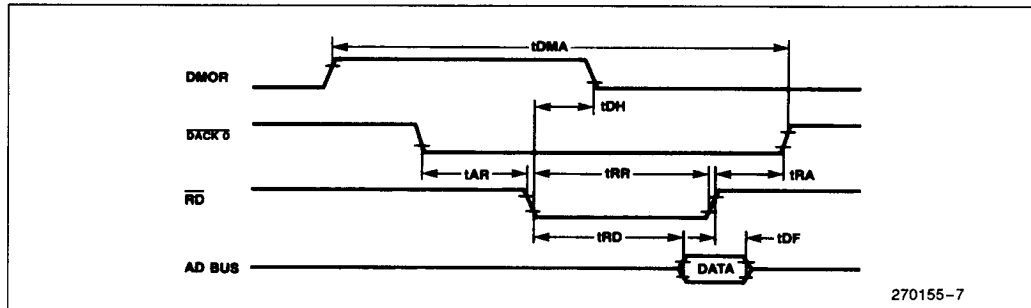 tDMA
DMOR
tDH
DACK 0
tAR
tRR
tRA
RD
tRD
tDF
AD BUS
DATA
270155-7